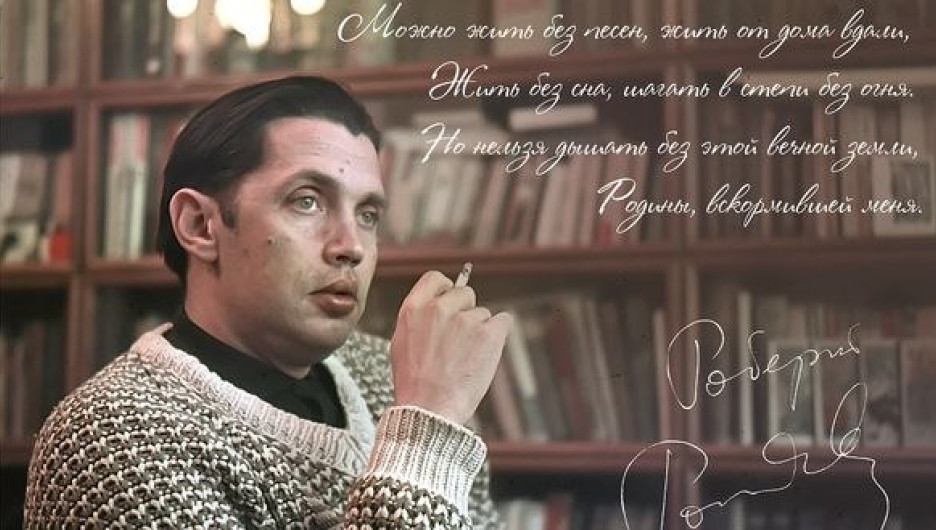 Можно жить без песен, жить от дома вдали,
Жить без сна, шагать в степи без огня.
Но нельзя дышать без этой вечной земли,
Родины, вскормившей меня.
Роберт